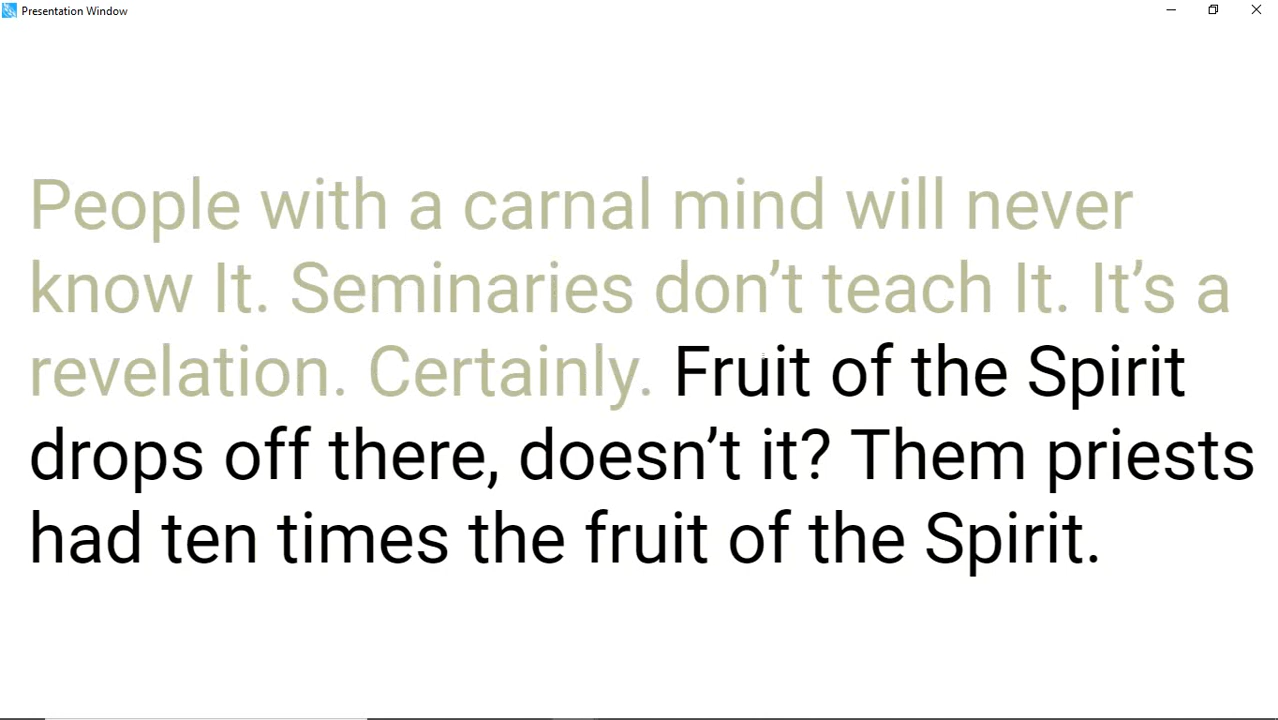 Presentation Window
People with a carnal mind will never
know It. Seminaries don’t teach It. It’s a
revelation. Certainly. Fruit of the Spirit
drops off there, doesn’t it? Them priests
had ten times the fruit of the Spirit.